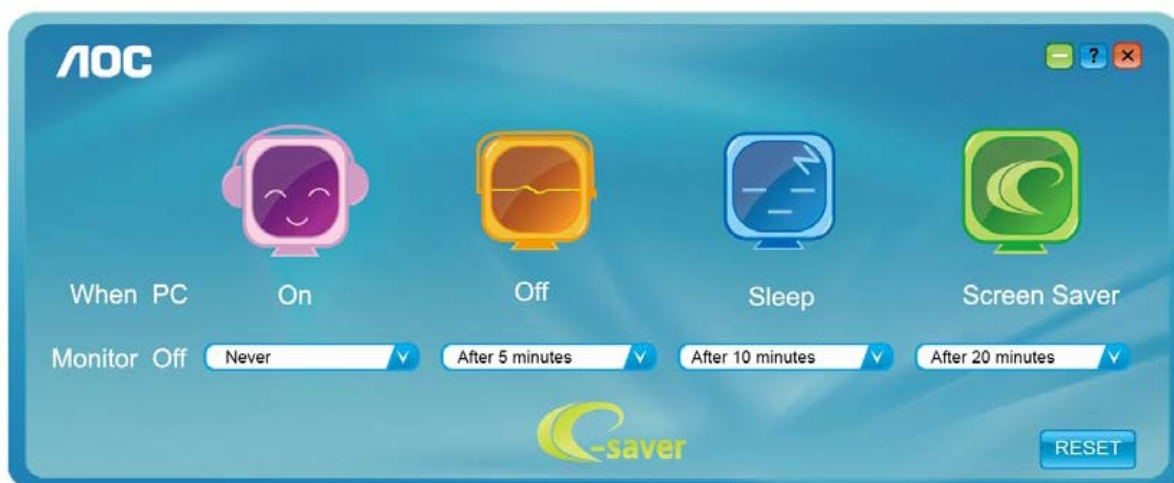 AOC
?
When PC On Off Sleep Screen Saver
Monitor Off Never After 5 minutes After 10 minutes After 20 minutes
e-saver
RESET